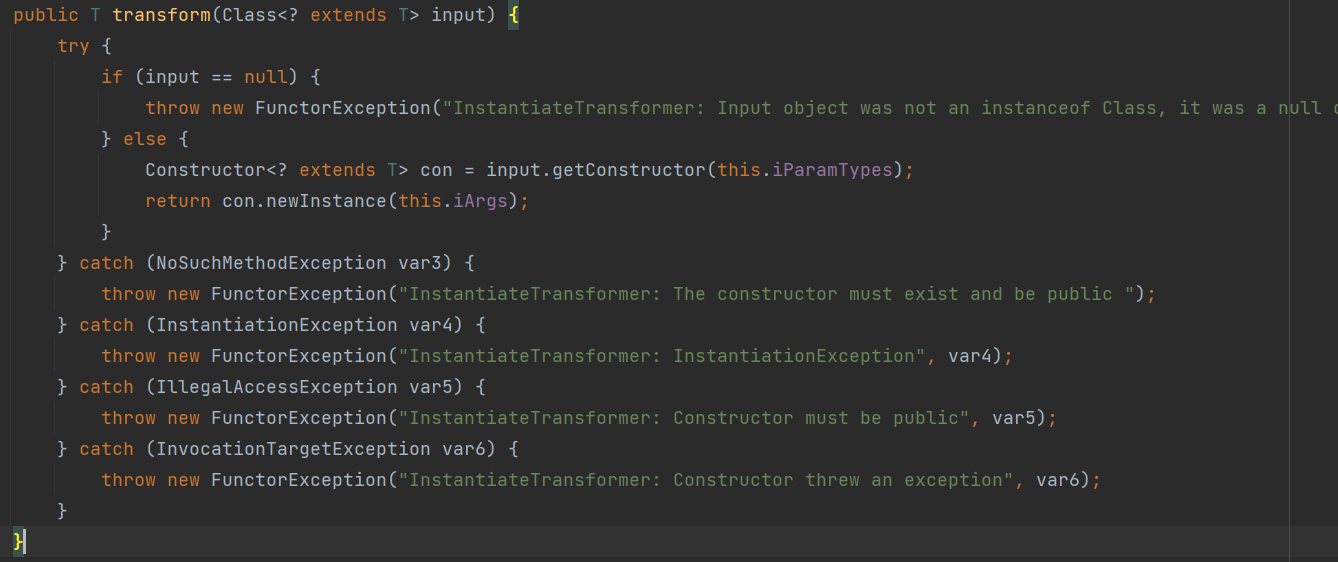 public T transform(Class<? extends T> input) {
    try {
        if (input == null) {
            throw new FunctorException("InstantiateTransformer: Input object was not an instanceof Class, it was a null
        } else {
            Constructor<? extends T> con = input.getConstructor(this.iParamTypes);
            return con.newInstance(this.iArgs);
        }
    } catch (NoSuchMethodException var3) {
        throw new FunctorException("InstantiateTransformer: The constructor must exist and be public ");
    } catch (InstantiationException var4) {
        throw new FunctorException("InstantiateTransformer: InstantiationException", var4);
    } catch (IllegalAccessException var5) {
        throw new FunctorException("InstantiateTransformer: Constructor must be public", var5);
    } catch (InvocationTargetException var6) {
        throw new FunctorException("InstantiateTransformer: Constructor threw an exception", var6);
    }
}